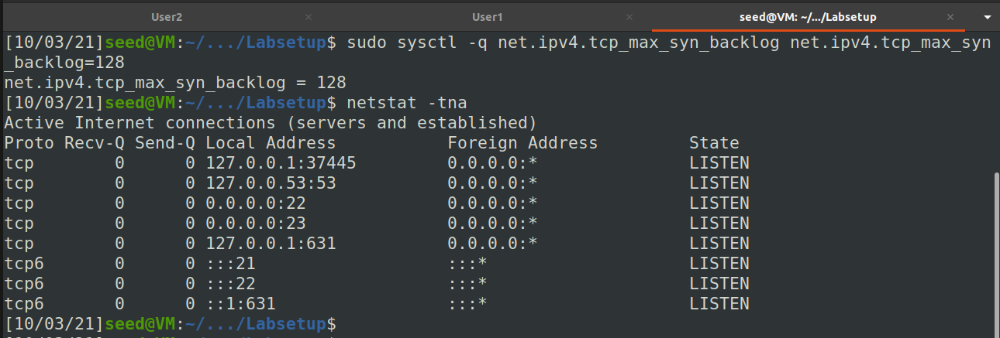 User2 × User1 × seed@VM: ~/.../Labsetup ×
[10/03/21]seed@VM:~/.../Labsetup$ sudo sysctl -q net.ipv4.tcp_max_syn_backlog net.ipv4.tcp_max_syn
_backlog=128
net.ipv4.tcp_max_syn_backlog = 128
[10/03/21]seed@VM:~/.../Labsetup$ netstat -tna
Active Internet connections (servers and established)
Proto Recv-Q Send-Q Local Address           Foreign Address         State
tcp        0      0 127.0.0.1:37445         0.0.0.0:*               LISTEN
tcp        0      0 127.0.0.53:53           0.0.0.0:*               LISTEN
tcp        0      0 0.0.0.0:22              0.0.0.0:*               LISTEN
tcp        0      0 0.0.0.0:23              0.0.0.0:*               LISTEN
tcp        0      0 127.0.0.1:631           0.0.0.0:*               LISTEN
tcp6       0      0 :::21                   :::*                    LISTEN
tcp6       0      0 :::22                   :::*                    LISTEN
tcp6       0      0 ::1:631                 :::*                    LISTEN
[10/03/21]seed@VM:~/.../Labsetup$